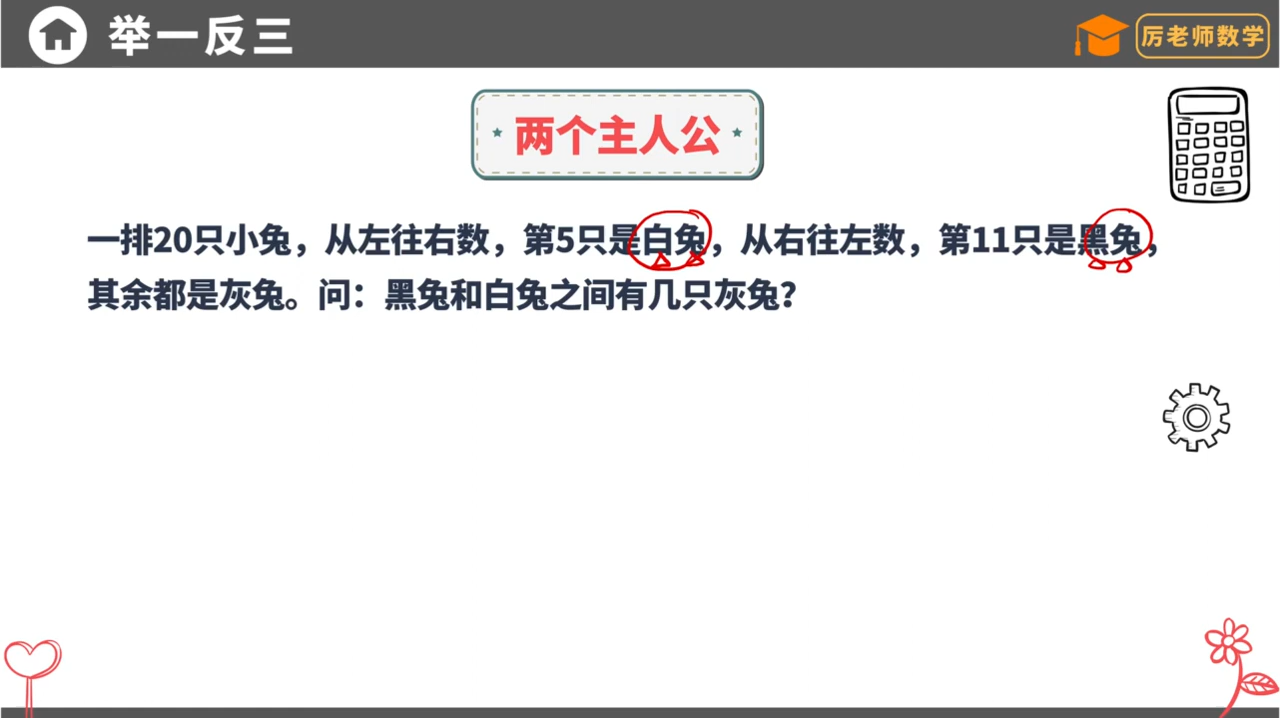 举一反三
厉老师数学
两个主人公
一排20只小兔，从左往右数，第5只是白兔，从右往左数，第11只是黑兔，
其余都是灰兔。问：黑兔和白兔之间有几只灰兔？